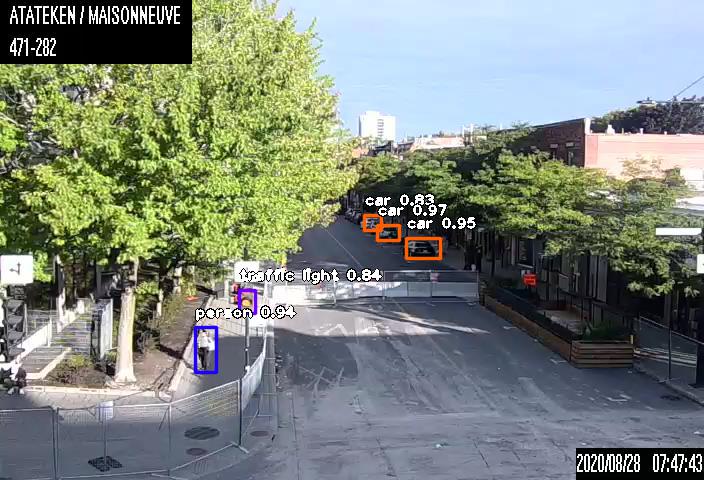 ATATEKEN / MAISONNEUVE
471-282
car 0.83
car 0.97
car 0.95
traffic light 0.84
person 0.94
2020/08/28 07:47:43